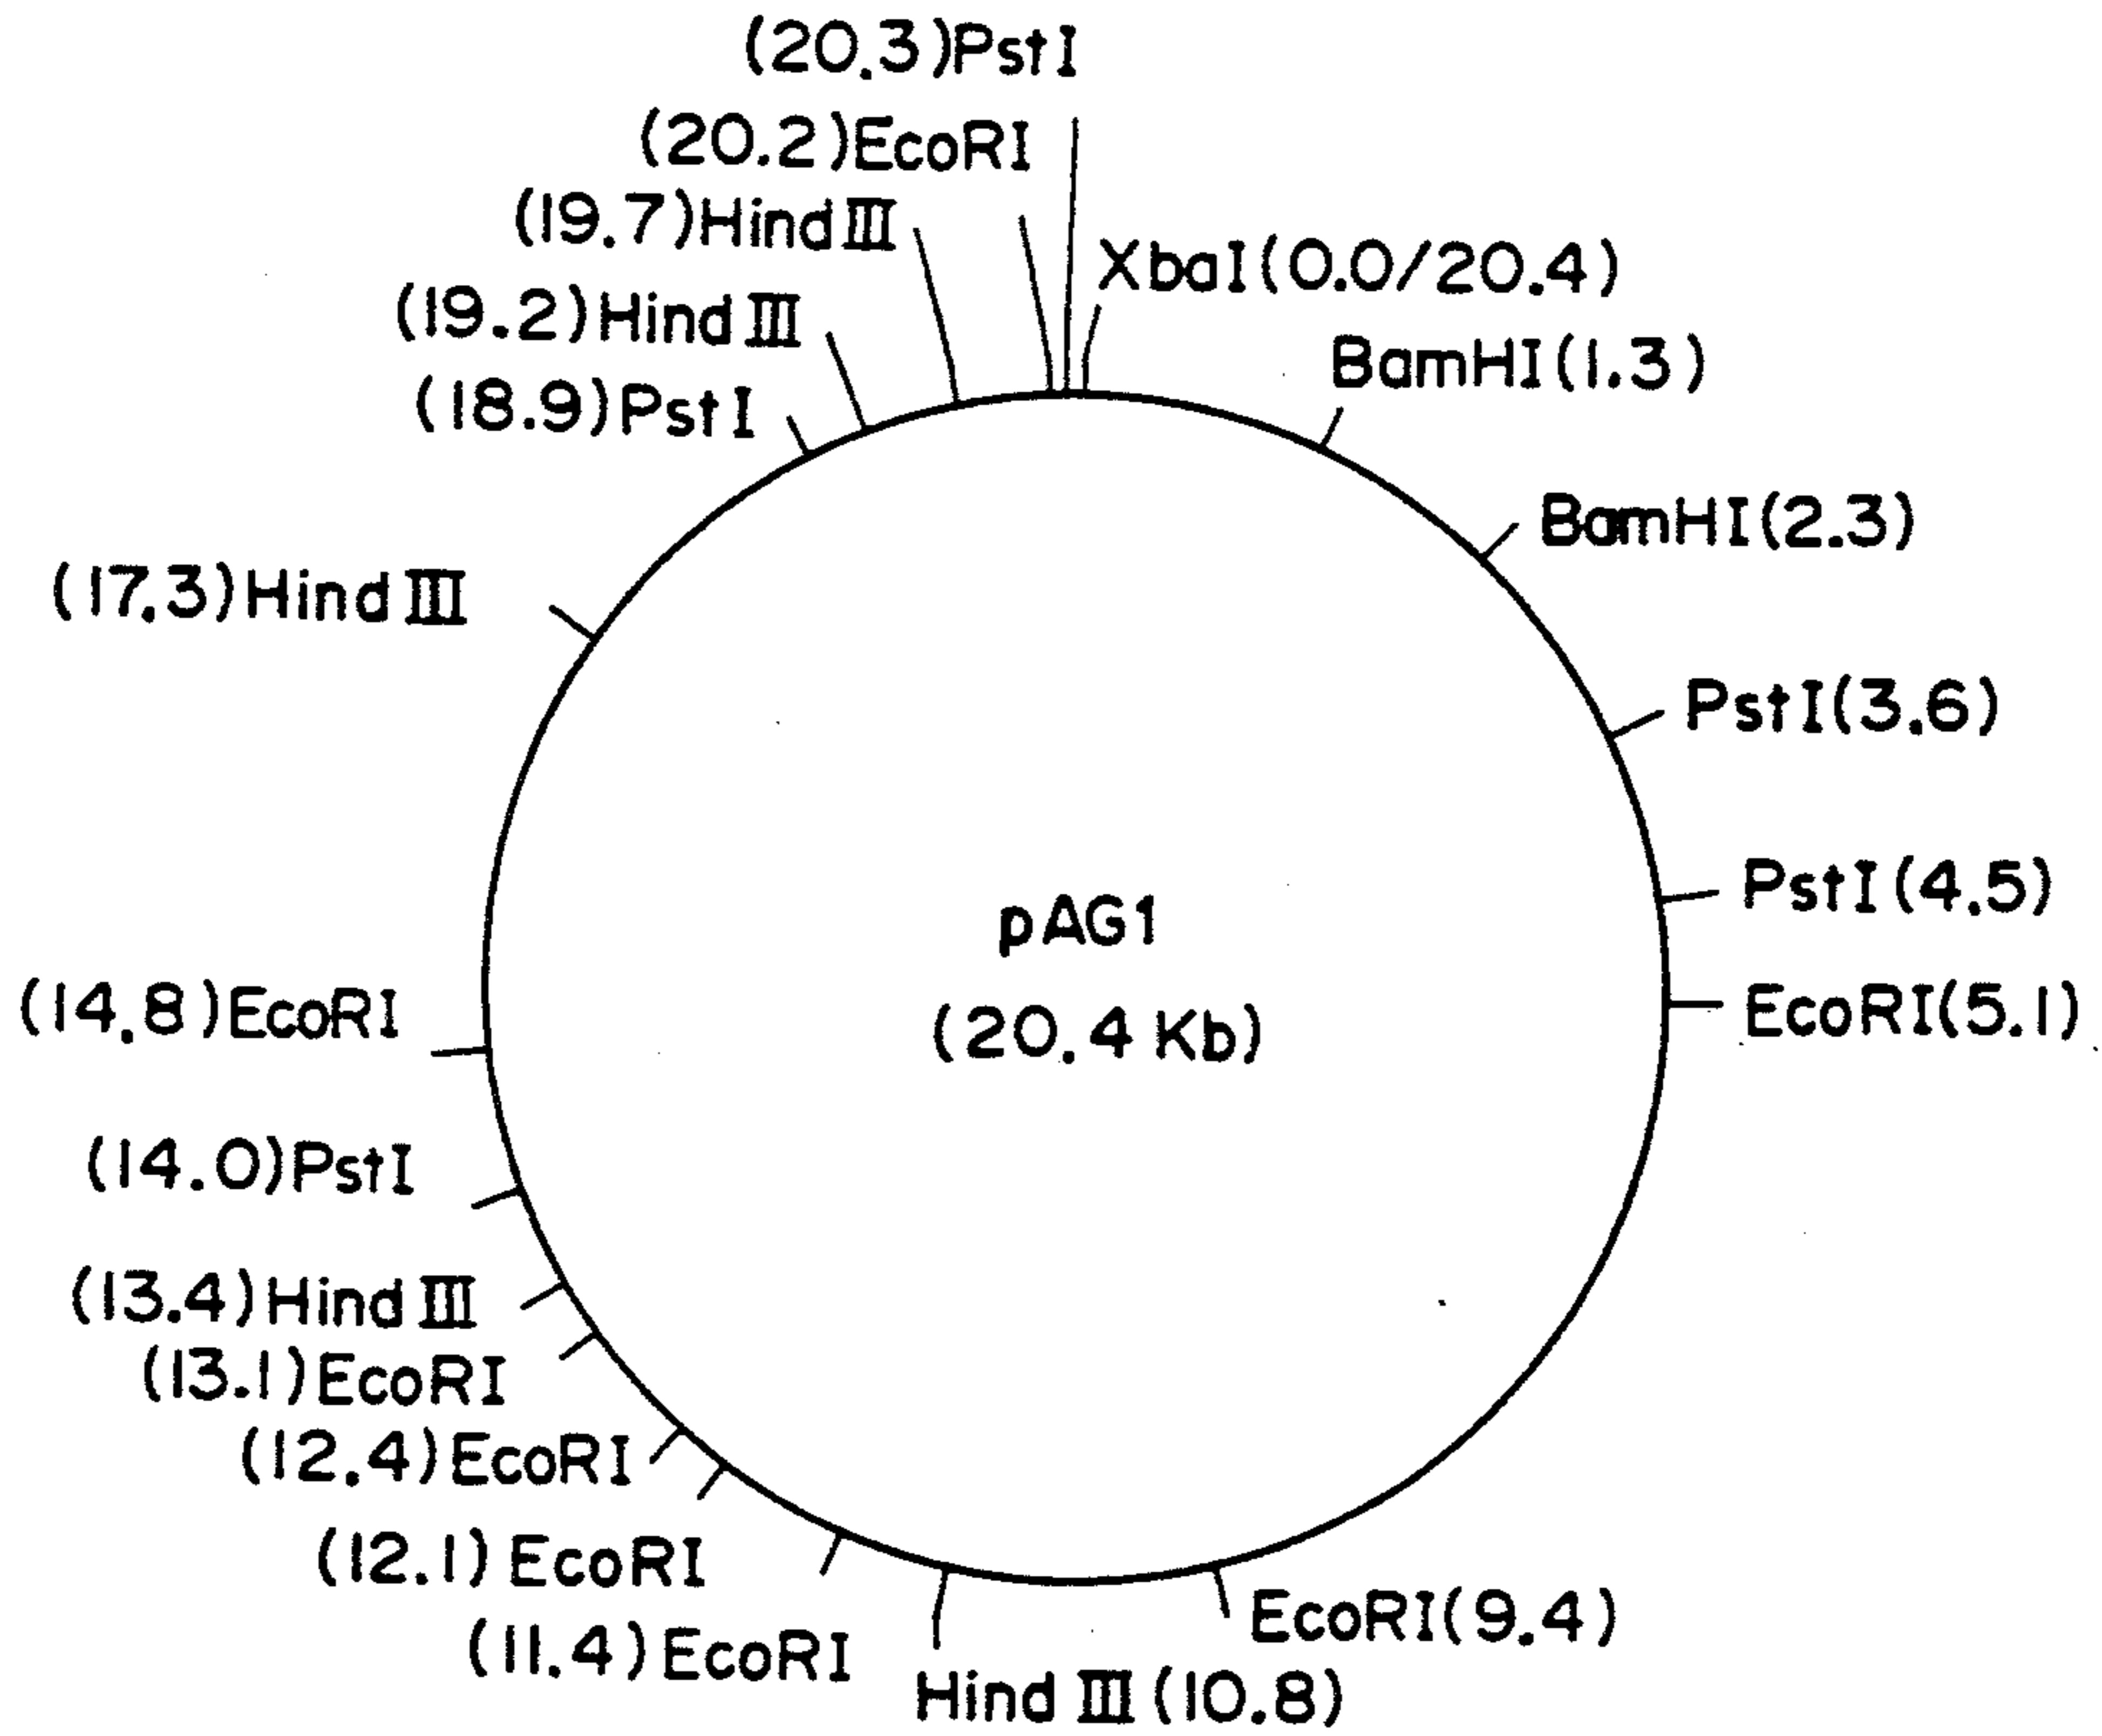 (20.3)PstI
(20.2)EcoRI
(19.7)HindIII
XbaI(0.0/20.4)
(19.2)HindIII
BamHI(1.3)
(18.9)PstI
BamHI(2.3)
(17.3)HindIII
PstI(3.6)
PstI(4.5)
pAG1
(20.4 Kb)
EcoRI(5.1)
(14.8)EcoRI
(14.0)PstI
(13.4)HindIII
(13.1)EcoRI
(12.4)EcoRI
(12.1)EcoRI
(11.4)EcoRI
EcoRI(9.4)
Hind III(10.8)